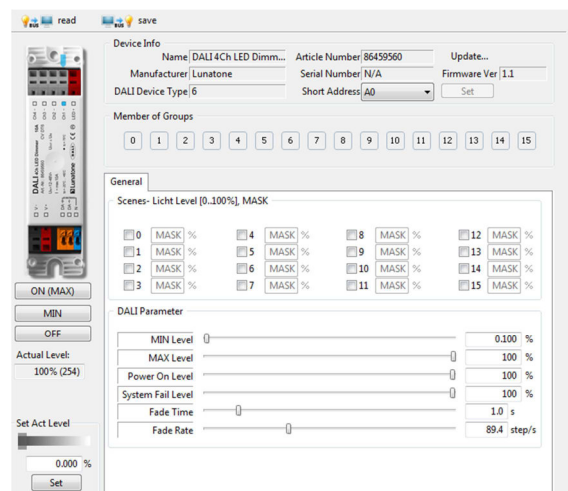 read save
Device Info
Name DALI 4Ch LED Dimm... Article Number 86459560 Update...
Manufacturer Lunatone Serial Number N/A Firmware Ver 1.1
DALI Device Type 6 Short Address A0 Set
Member of Groups
0 1 2 3 4 5 6 7 8 9 10 11 12 13 14 15
General
Scenes- Licht Level [0..100%], MASK
0 MASK % 4 MASK % 8 MASK % 12 MASK %
1 MASK % 5 MASK % 9 MASK % 13 MASK %
2 MASK % 6 MASK % 10 MASK % 14 MASK %
3 MASK % 7 MASK % 11 MASK % 15 MASK %
ON (MAX)
MIN
OFF
Actual Level:
100% (254)
DALI Parameter
MIN Level 0.100 %
MAX Level 100 %
Power On Level 100 %
System Fail Level 100 %
Fade Time 1.0 s
Fade Rate 89.4 step/s
Set Act Level
0.000 %
Set
DALI 4Ch LED Dimmer
Lunatone